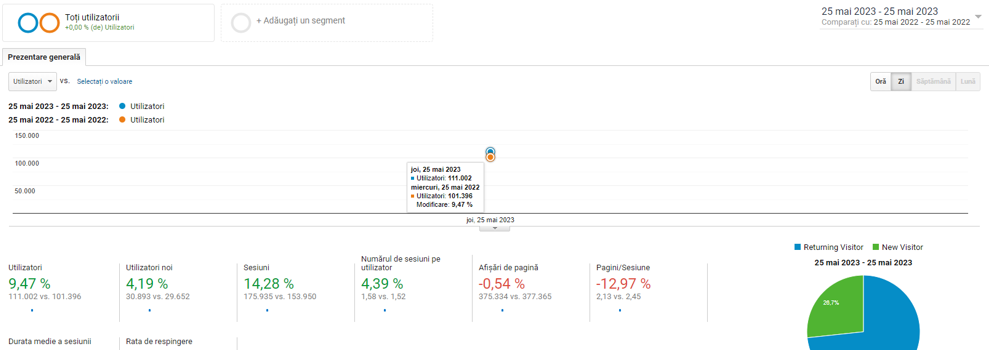 Toți utilizatorii
+0,00 % (de) Utilizatori
+ Adăugați un segment
25 mai 2023 - 25 mai 2023
Comparați cu: 25 mai 2022 - 25 mai 2022
Prezentare generală
Utilizatori
vs.
Selectați o valoare
Oră
Zi
Săptămână
Lună
25 mai 2023 - 25 mai 2023:
Utilizatori
25 mai 2022 - 25 mai 2022:
Utilizatori
150.000
100.000
50.000
joi, 25 mai 2023
Utilizatori: 111.002
miercuri, 25 mai 2022
Utilizatori: 101.396
Modificare: 9,47 %
joi, 25 mai 2023
Utilizatori
9,47 %
111.002 vs. 101.396
Utilizatori noi
4,19 %
30.893 vs. 29.652
Sesiuni
14,28 %
175.935 vs. 153.950
Numărul de sesiuni pe
utilizator
4,39 %
1,58 vs. 1,52
Afișări de pagină
-0,54 %
375.334 vs. 377.365
Pagini/Sesiune
-12,97 %
2,13 vs. 2,45
Returning Visitor
New Visitor
25 mai 2023 - 25 mai 2023
26,7%
Durata medie a sesiunii
Rata de respingere